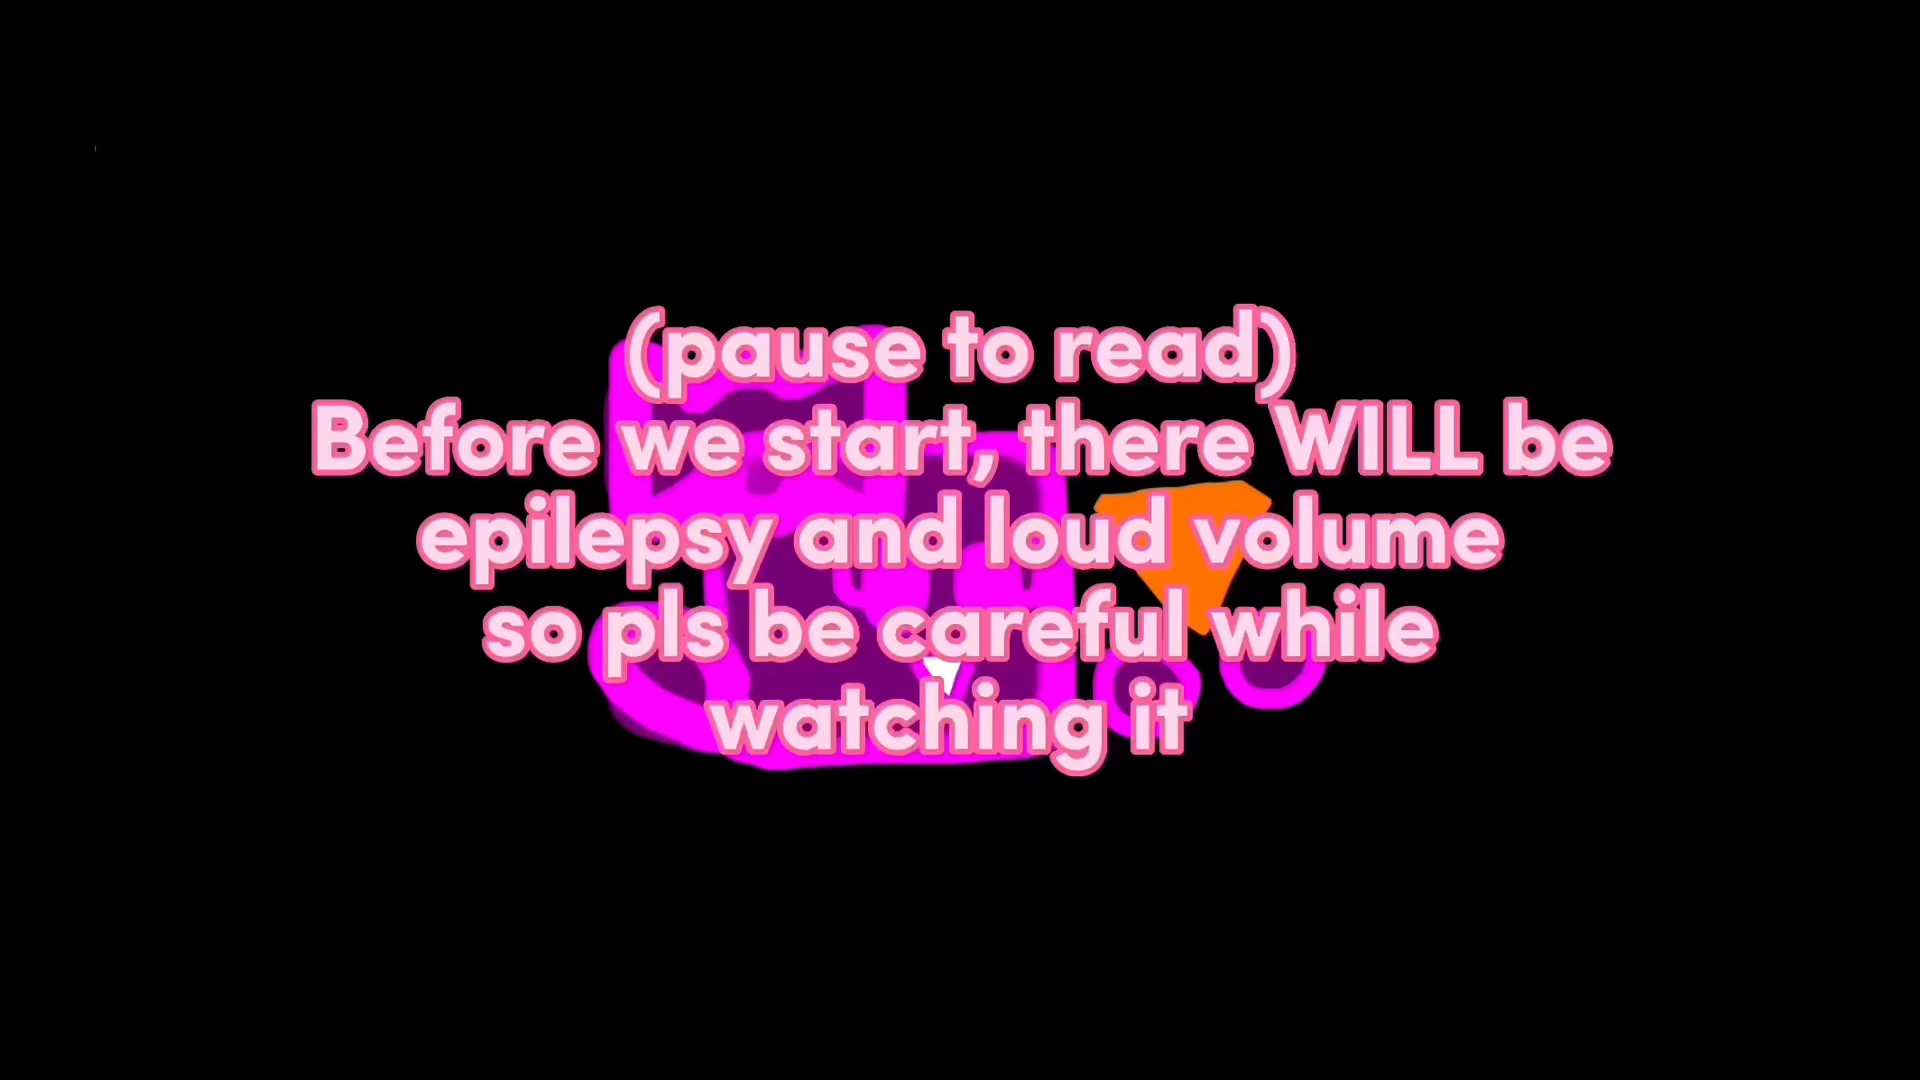 (pause to read)
Before we start, there WILL be
epilepsy and loud volume
so pls be careful while
watching it